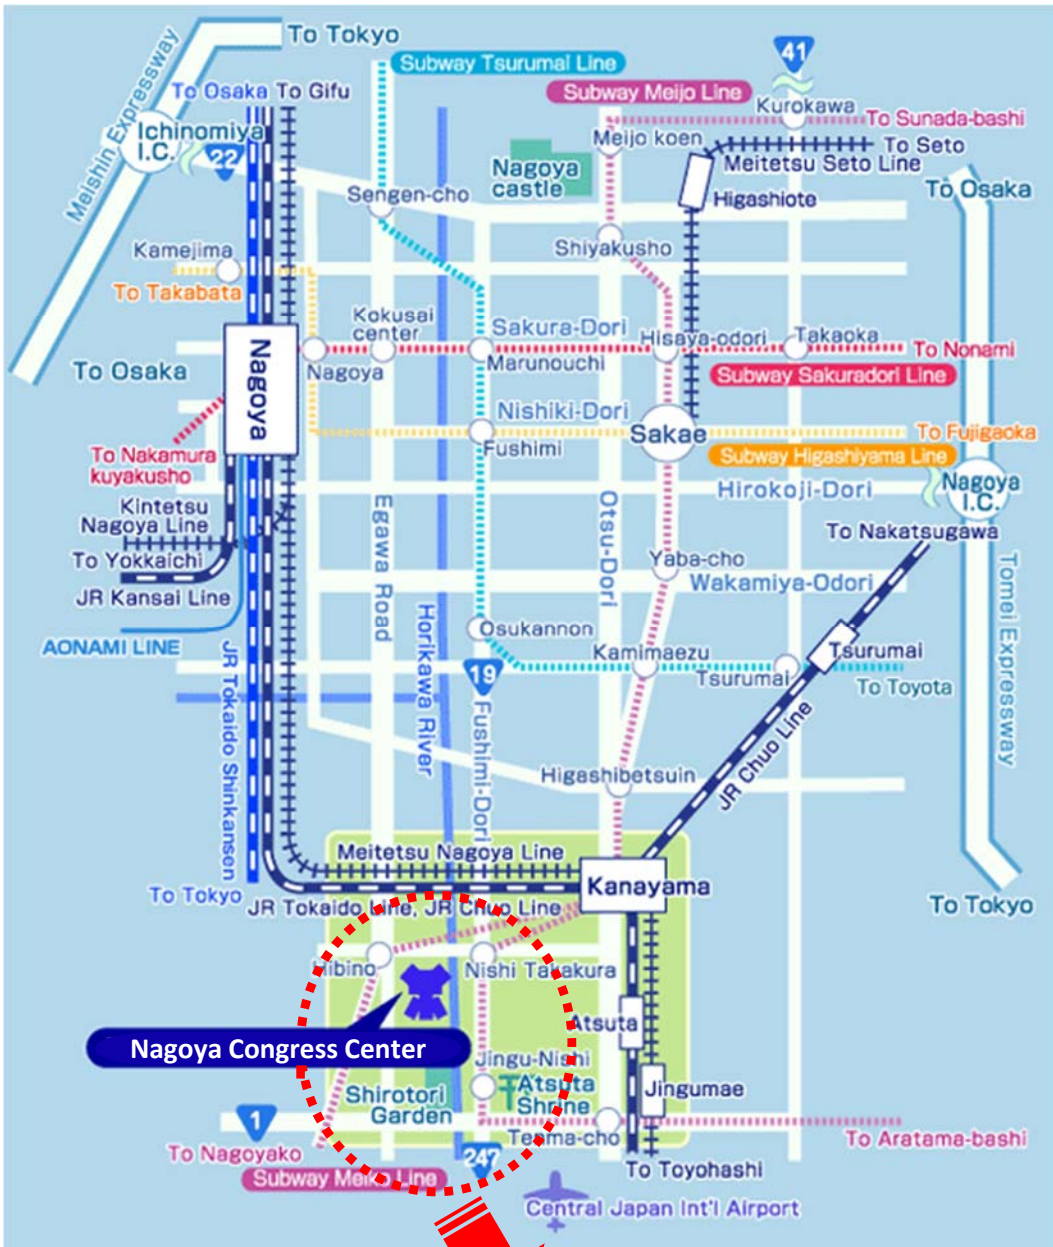 To Tokyo
Subway Tsurumai Line
41
Meishin Expressway
To Osaka
To Gifu
Subway Meijo Line
Kurokawa
To Sunada-bashi
Ichinomiya
I.C.
22
Meijo koen
To Seto
Meitetsu Seto Line
Nagoya
castle
To Osaka
Sengen-cho
Higashiote
Kamejima
Shiyakusho
To Takabata
Kokusai
center
Sakura-Dori
Hisaya-odori
Takaoka
To Nonami
Nagoya
To Osaka
Nagoya
Marunouchi
Subway Sakuradori Line
Nishiki-Dori
Sakae
To Fujigaoka
Fushimi
To Nakamura
kuyakusho
Subway Higashiyama Line
Nagoya
I.C.
Hirokoji-Dori
Kintetsu
Nagoya Line
Egawa Road
Otsu-Dori
To Nakatsugawa
To Yokkaichi
Yaba-cho
Wakamiya-Odori
JR Kansai Line
Tomei Expressway
AONAMI LINE
Horikawa River
Osukannon
Kamimaezu
Tsurumai
19
Tsurumai
To Toyota
JR Tokaido Shinkansen
Fushimi-Dori
JR Chuo Line
Higashibetsuin
Meitetsu Nagoya Line
Kanayama
To Tokyo
JR Tokaido Line, JR Chuo Line
To Tokyo
Hibino
Nishi Takakura
Atsuta
Nagoya Congress Center
Jingu-Nishi
Shirotori
Garden
Atsuta
Shrine
Jingumae
1
Tenma-cho
To Aratama-bashi
To Nagoyako
247
To Toyohashi
Subway Meiko Line
Central Japan Int'l Airport